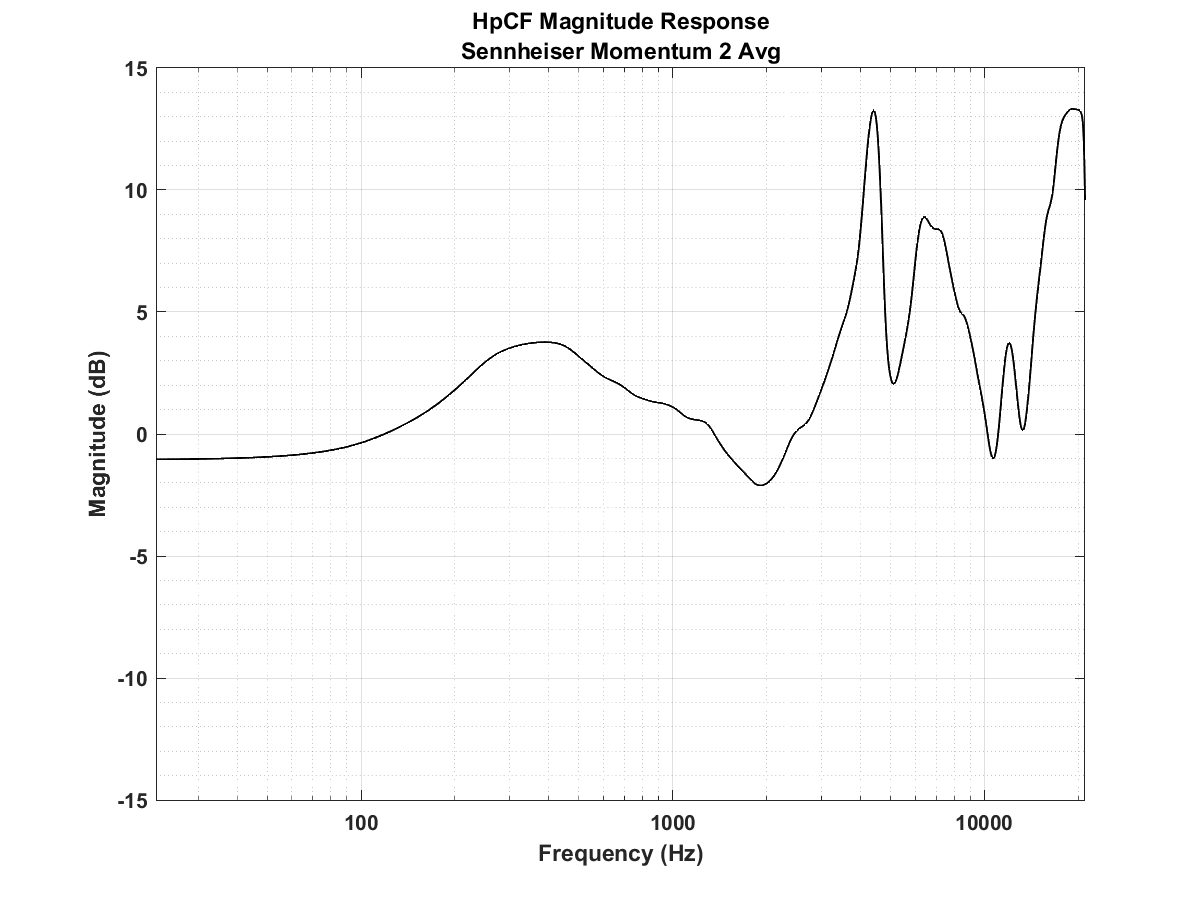 HpCF Magnitude Response
Sennheiser Momentum 2 Avg
15
10
5
0
-5
-10
-15
Magnitude (dB)
100
1000
10000
Frequency (Hz)